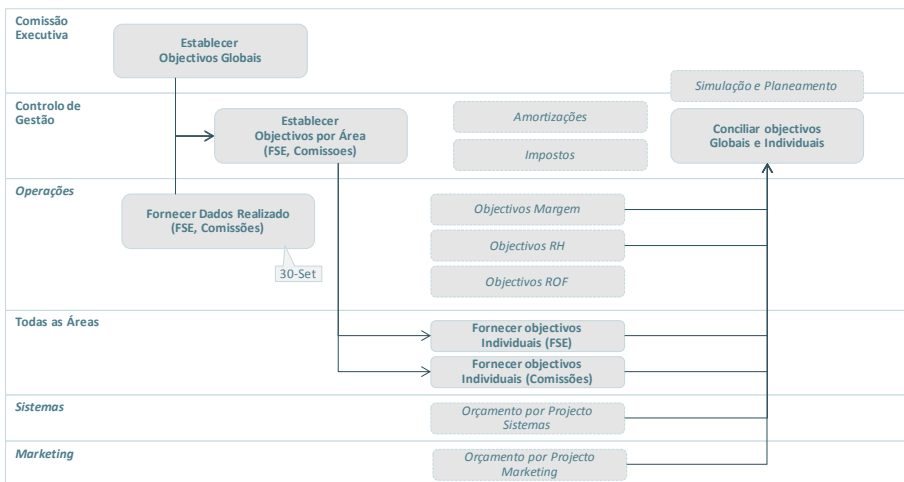 Comissão
Executiva
Establecer
Objectivos Globais
Simulação e Planeamento
Controlo de
Gestão
Establecer
Objectivos por Área
(FSE, Comissoes)
Amortizações
Impostos
Conciliar objectivos
Globais e Individuais
Operações
Fornecer Dados Realizado
(FSE, Comissões)
30-Set
Objectivos Margem
Objectivos RH
Objectivos ROF
Todas as Áreas
Fornecer objectivos
Individuais (FSE)
Fornecer objectivos
Individuais (Comissões)
Sistemas
Orçamento por Projecto
Sistemas
Marketing
Orçamento por Projecto
Marketing